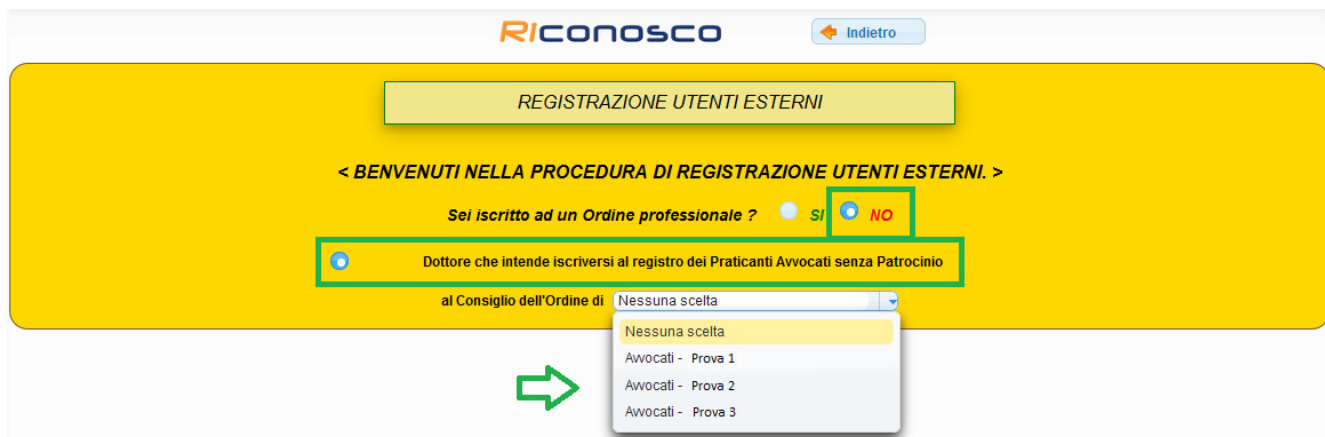 Riconosco
Indietro
REGISTRAZIONE UTENTI ESTERNI
< BENVENUTI NELLA PROCEDURA DI REGISTRAZIONE UTENTI ESTERNI. >
Sei iscritto ad un Ordine professionale ? SI NO
Dottore che intende iscriversi al registro dei Praticanti Avvocati senza Patrocinio
al Consiglio dell'Ordine di Nessuna scelta
Nessuna scelta
Avvocati - Prova 1
Avvocati - Prova 2
Avvocati - Prova 3